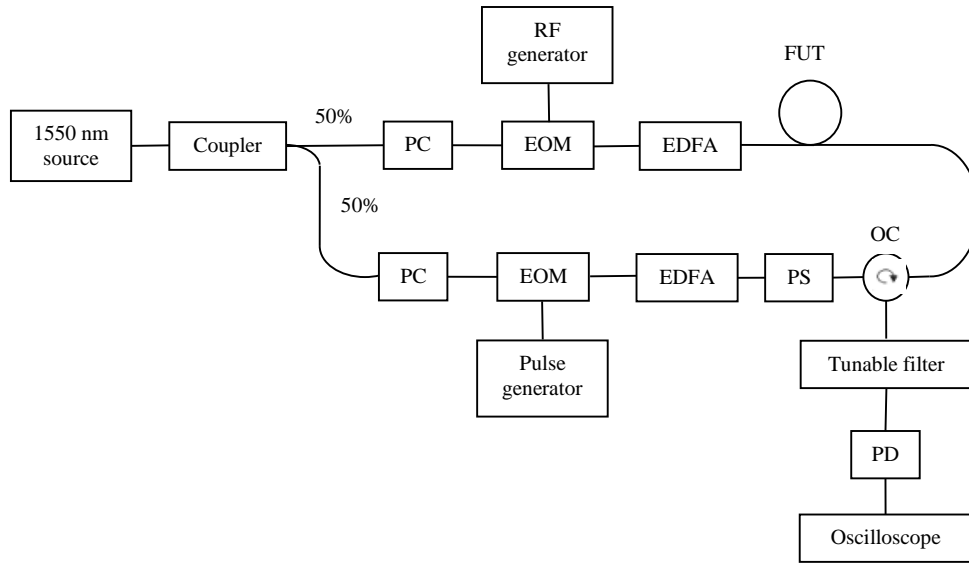 RF
generator
FUT
1550 nm
source
Coupler
50%
PC
EOM
EDFA
50%
OC
PC
EOM
EDFA
PS
Pulse
generator
Tunable filter
PD
Oscilloscope